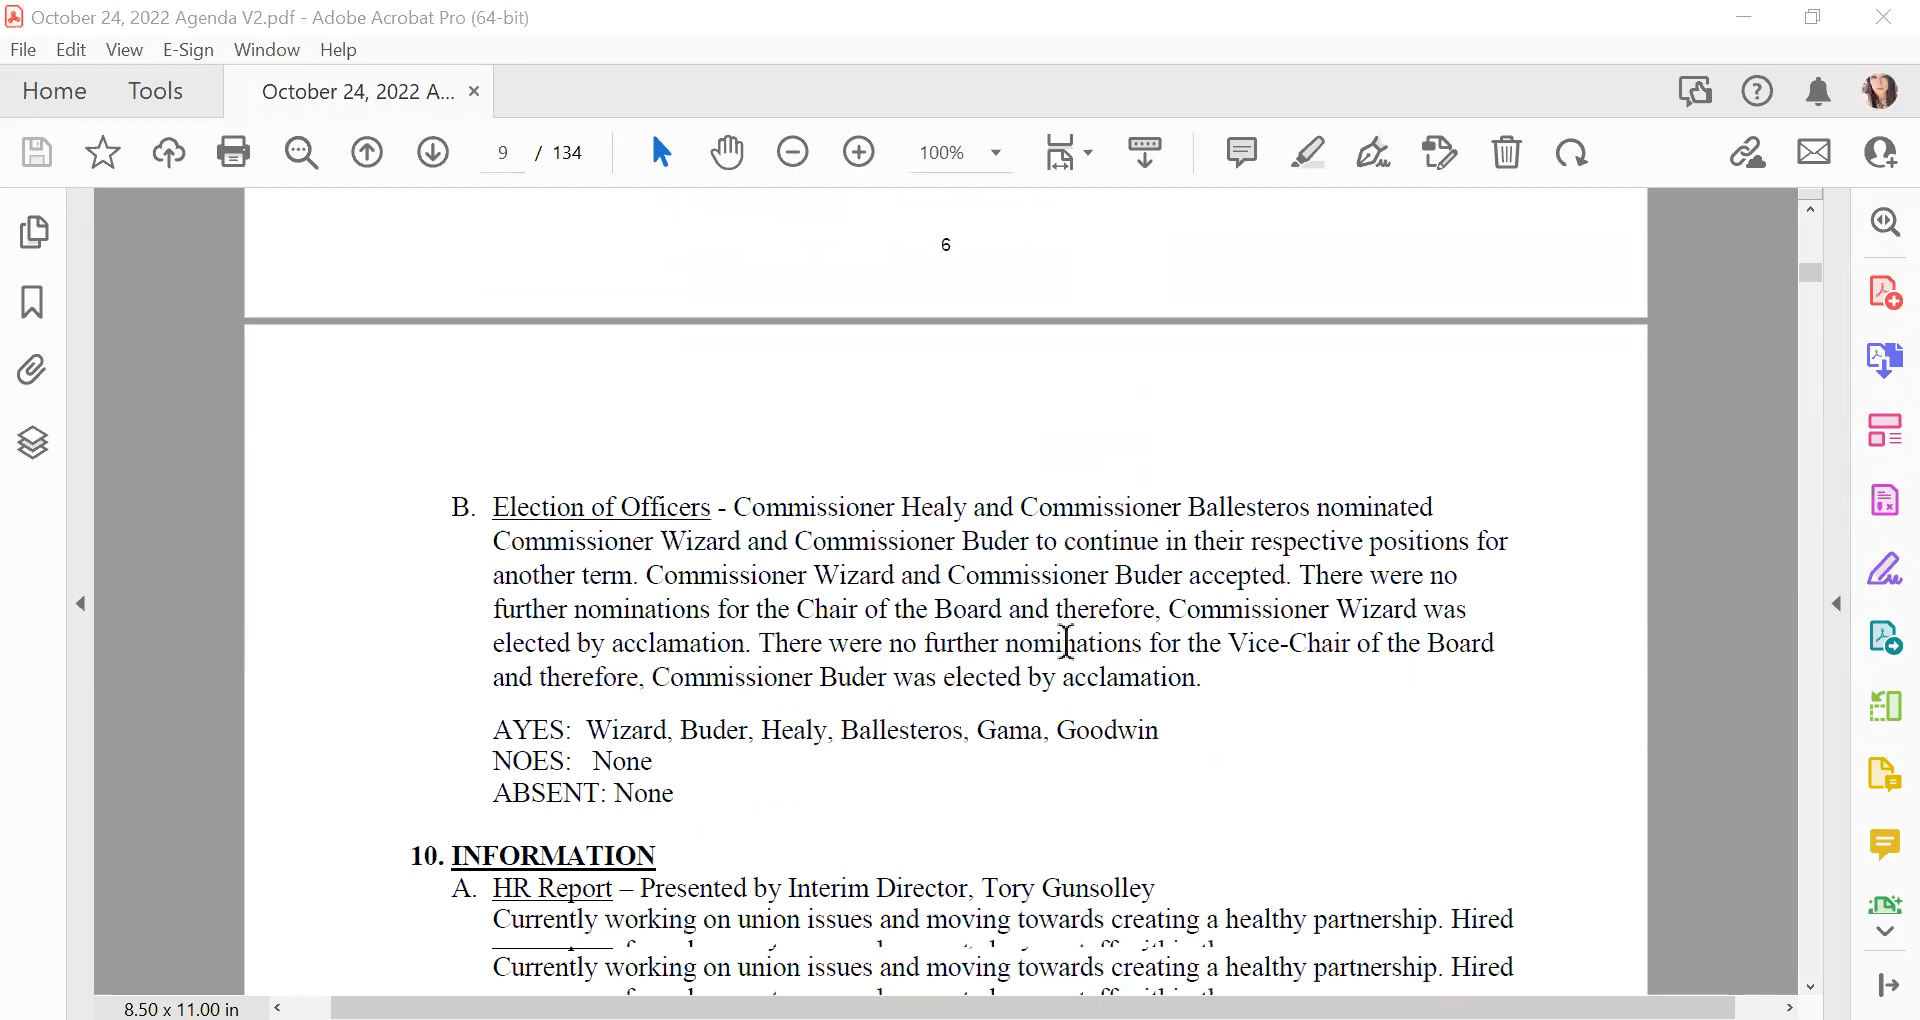 October 24, 2022 Agenda V2.pdf - Adobe Acrobat Pro (64-bit)
File Edit View E-Sign Window Help
Home Tools October 24, 2022 A...
9 / 134 100%
6
B. Election of Officers - Commissioner Healy and Commissioner Ballesteros nominated
Commissioner Wizard and Commissioner Buder to continue in their respective positions for
another term. Commissioner Wizard and Commissioner Buder accepted. There were no
further nominations for the Chair of the Board and therefore, Commissioner Wizard was
elected by acclamation. There were no further nominations for the Vice-Chair of the Board
and therefore, Commissioner Buder was elected by acclamation.
AYES: Wizard, Buder, Healy, Ballesteros, Gama, Goodwin
NOES: None
ABSENT: None
10. INFORMATION
A. HR Report – Presented by Interim Director, Tory Gunsolley
Currently working on union issues and moving towards creating a healthy partnership. Hired
Currently working on union issues and moving towards creating a healthy partnership. Hired
8.50 x 11.00 in